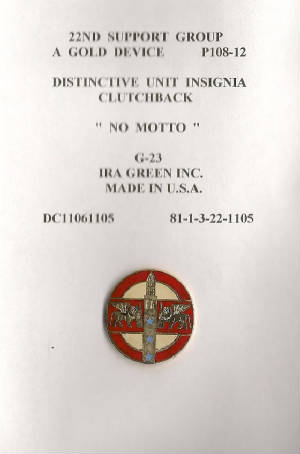 22ND SUPPORT GROUP
A GOLD DEVICE P108-12
DISTINCTIVE UNIT INSIGNIA
CLUTCHBACK
" NO MOTTO "
G-23
IRA GREEN INC.
MADE IN U.S.A.
DC11061105 81-1-3-22-1105